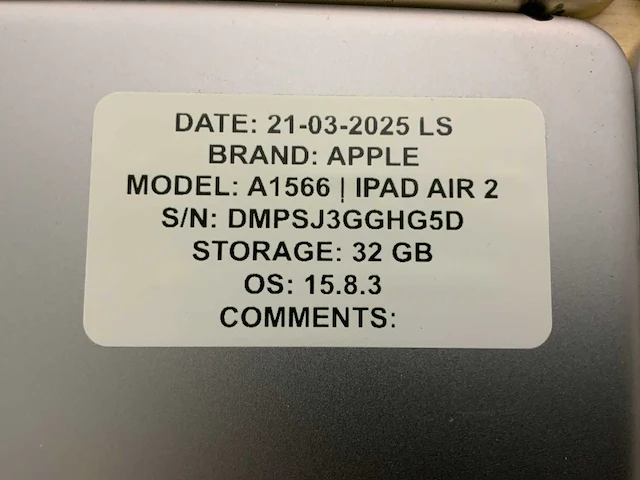 DATE: 21-03-2025 LS
BRAND: APPLE
MODEL: A1566 | IPAD AIR 2
S/N: DMPSJ3GGHG5D
STORAGE: 32 GB
OS: 15.8.3
COMMENTS: